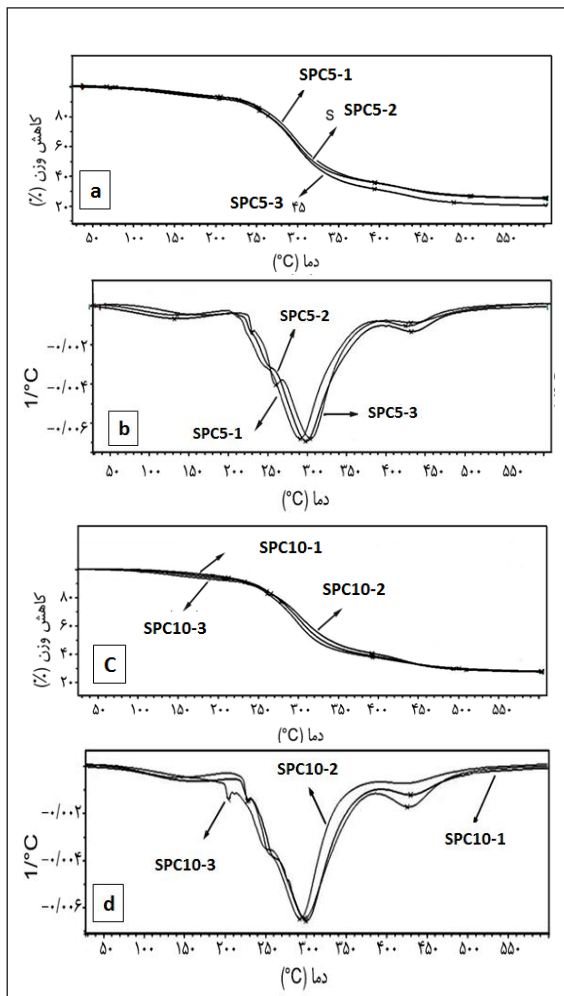 SPC5-1
S SPC5-2
SPC5-3 ۴۵
a
۸۰
۶۰
۴۰
۲۰
کاهش وزن (%)
۵۰ ۱۰۰ ۱۵۰ ۲۰۰ ۲۵۰ ۳۰۰ ۳۵۰ ۴۰۰ ۴۵۰ ۵۰۰ ۵۵۰
دما (°C)
SPC5-2
SPC5-1
SPC5-3
b
−۰/۰۰۲
−۰/۰۰۴
−۰/۰۰۶
1/°C
۵۰ ۱۰۰ ۱۵۰ ۲۰۰ ۲۵۰ ۳۰۰ ۳۵۰ ۴۰۰ ۴۵۰ ۵۰۰ ۵۵۰
دما (°C)
SPC10-1
SPC10-2
SPC10-3
C
۸۰
۶۰
۴۰
۲۰
کاهش وزن (%)
۵۰ ۱۰۰ ۱۵۰ ۲۰۰ ۲۵۰ ۳۰۰ ۳۵۰ ۴۰۰ ۴۵۰ ۵۰۰ ۵۵۰
دما (°C)
SPC10-2
SPC10-3
SPC10-1
d
−۰/۰۰۲
−۰/۰۰۴
−۰/۰۰۶
1/°C
۵۰ ۱۰۰ ۱۵۰ ۲۰۰ ۲۵۰ ۳۰۰ ۳۵۰ ۴۰۰ ۴۵۰ ۵۰۰ ۵۵۰
دما (°C)